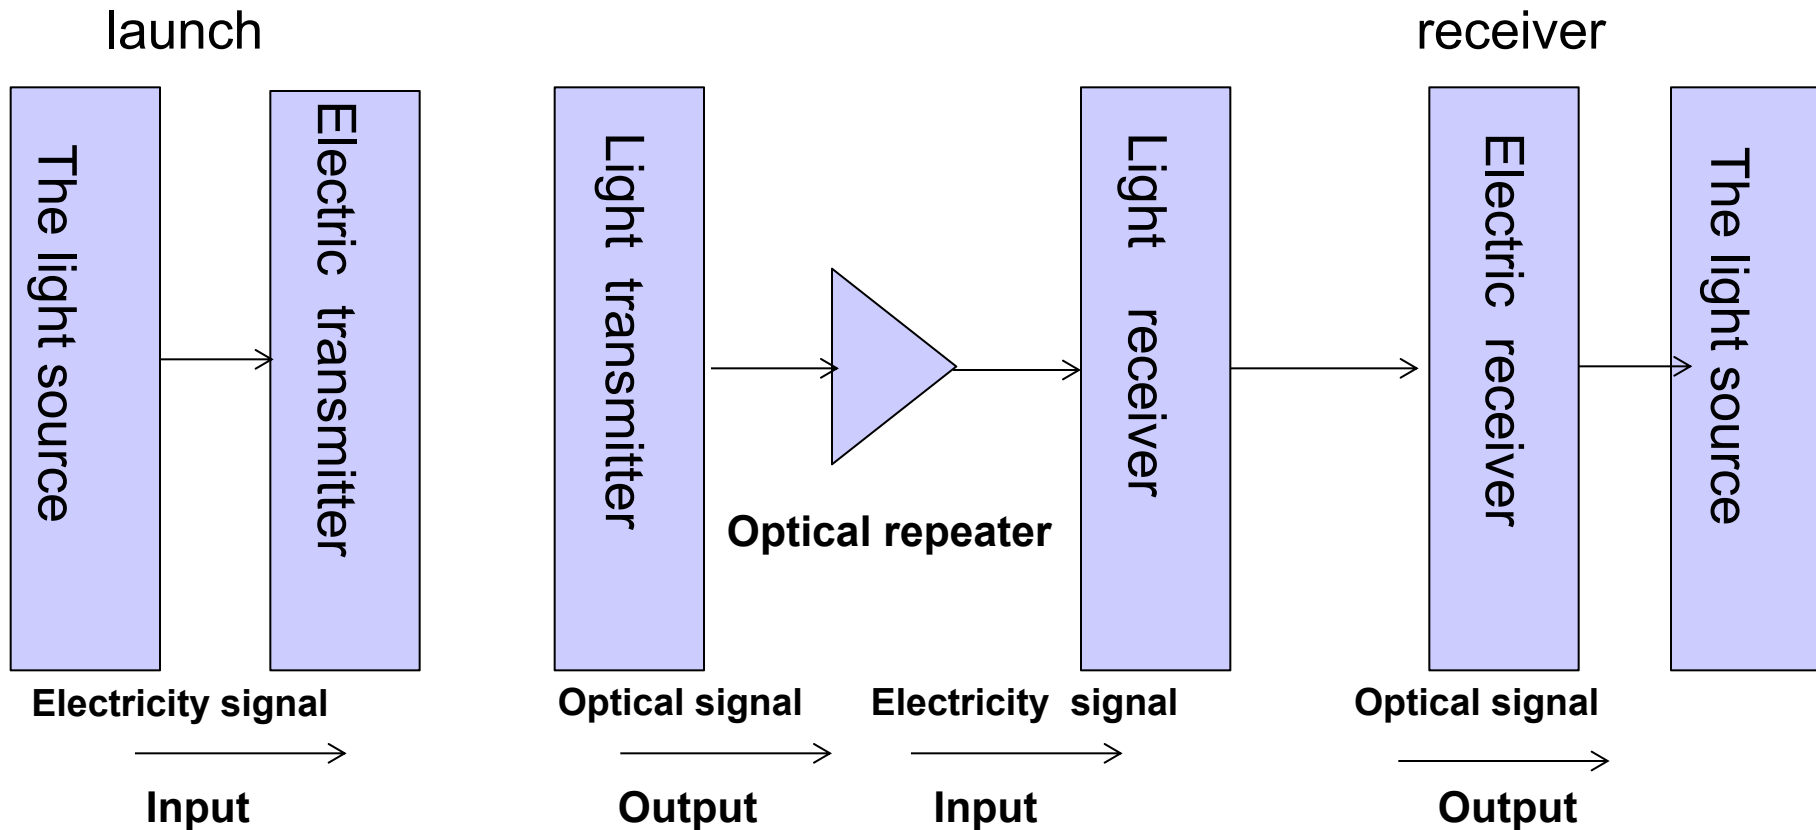 launch
receiver
The light source
Electric transmitter
Light transmitter
Light receiver
Electric receiver
The light source
Optical repeater
Electricity signal
Optical signal
Electricity signal
Optical signal
Input
Output
Input
Output